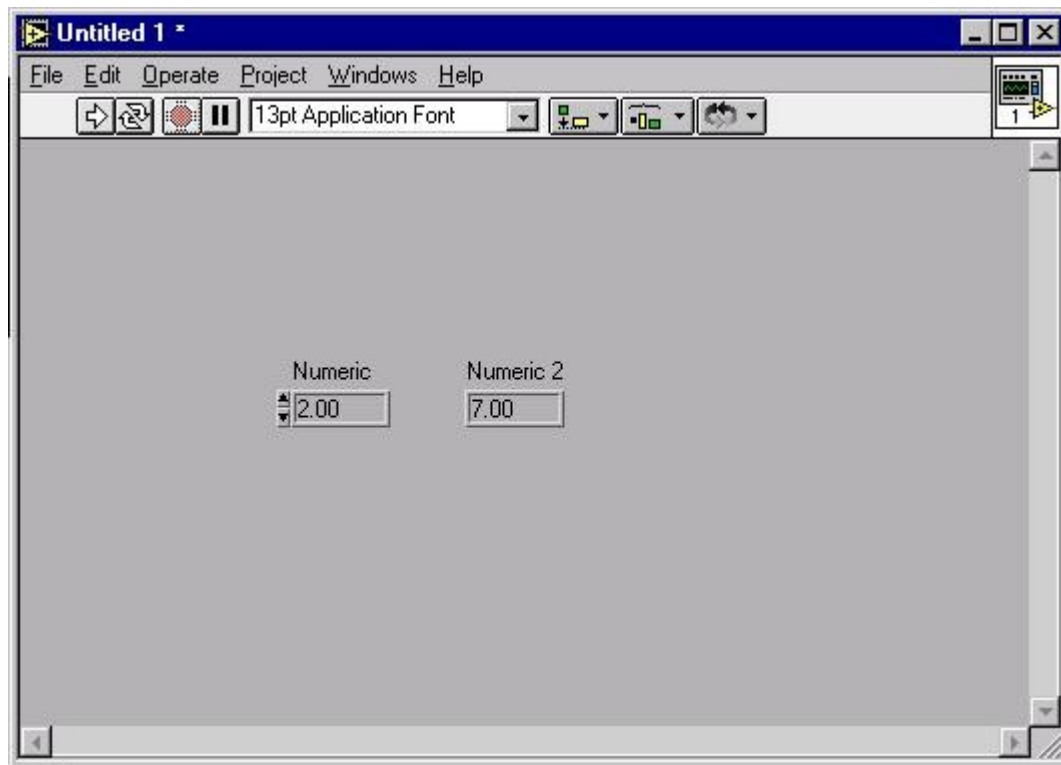 Untitled 1 *
File Edit Operate Project Windows Help
13pt Application Font
1
Numeric Numeric 2
2.00 7.00